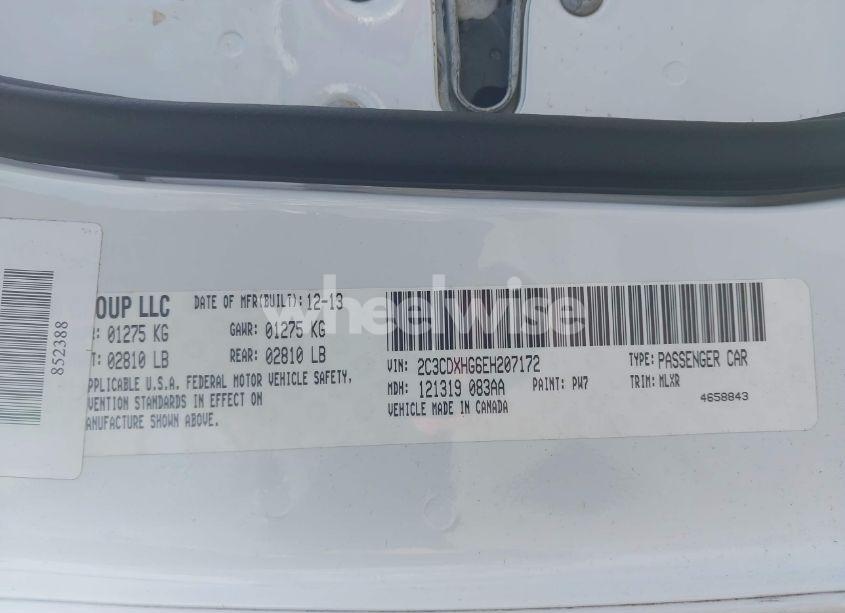 852388
OUP LLC DATE OF MFR(BUILT): 12-13
: 01275 KG GAWR: 01275 KG
T: 02810 LB REAR: 02810 LB
PPLICABLE U.S.A. FEDERAL MOTOR VEHICLE SAFETY,
VENTION STANDARDS IN EFFECT ON
ANUFACTURE SHOWN ABOVE.
VIN: 2C3CDXHG6EH207172 TYPE: PASSENGER CAR
MDH: 121319 083AA PAINT: PW7 TRIM: MLXR
VEHICLE MADE IN CANADA 4658843
wheelwise